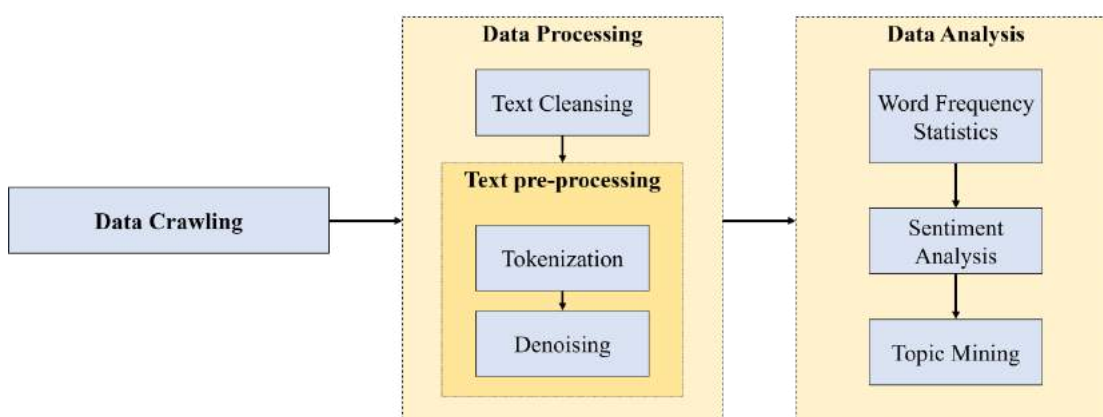 Data Crawling
Data Processing
Text Cleansing
Text pre-processing
Tokenization
Denoising
Data Analysis
Word Frequency
Statistics
Sentiment
Analysis
Topic Mining